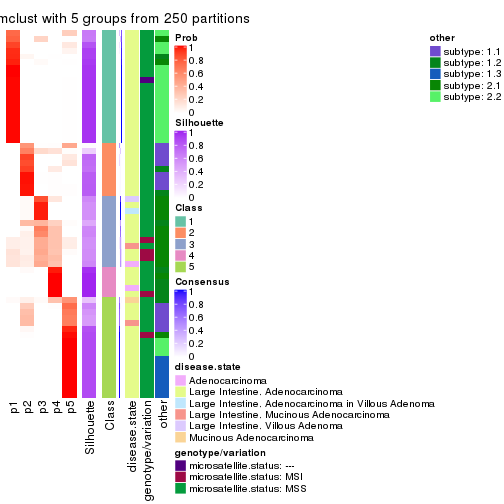 mclust with 5 groups from 250 partitions
Prob
1
0.8
0.6
0.4
0.2
0
Silhouette
1
0.8
0.6
0.4
0.2
0
Class
1
2
3
4
5
Consensus
1
0.8
0.6
0.4
0.2
0
disease.state
Adenocarcinoma
Large Intestine. Adenocarcinoma
Large Intestine. Adenocarcinoma in Villous Adenoma
Large Intestine. Mucinous Adenocarcinoma
Large Intestine. Villous Adenoma
Mucinous Adenocarcinoma
genotype/variation
microsatellite.status: ---
microsatellite.status: MSI
microsatellite.status: MSS
other
subtype: 1.1
subtype: 1.2
subtype: 1.3
subtype: 2.1
subtype: 2.2
p1
p2
p3
p4
p5
Silhouette
Class
disease.state
genotype/variation
other